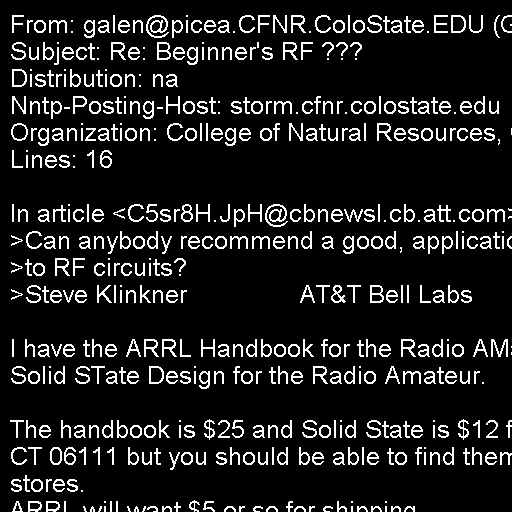 From: galen@picea.CFNR.ColoState.EDU (G
Subject: Re: Beginner's RF ???
Distribution: na
Nntp-Posting-Host: storm.cfnr.colostate.edu
Organization: College of Natural Resources,
Lines: 16

In article <C5sr8H.JpH@cbnewsl.cb.att.com>
>Can anybody recommend a good, applicatio
>to RF circuits?
>Steve Klinkner                AT&T Bell Labs

I have the ARRL Handbook for the Radio AMa
Solid STate Design for the Radio Amateur.

The handbook is $25 and Solid State is $12 f
CT 06111 but you should be able to find them
stores.
ARRL will want $5 or so for shipping